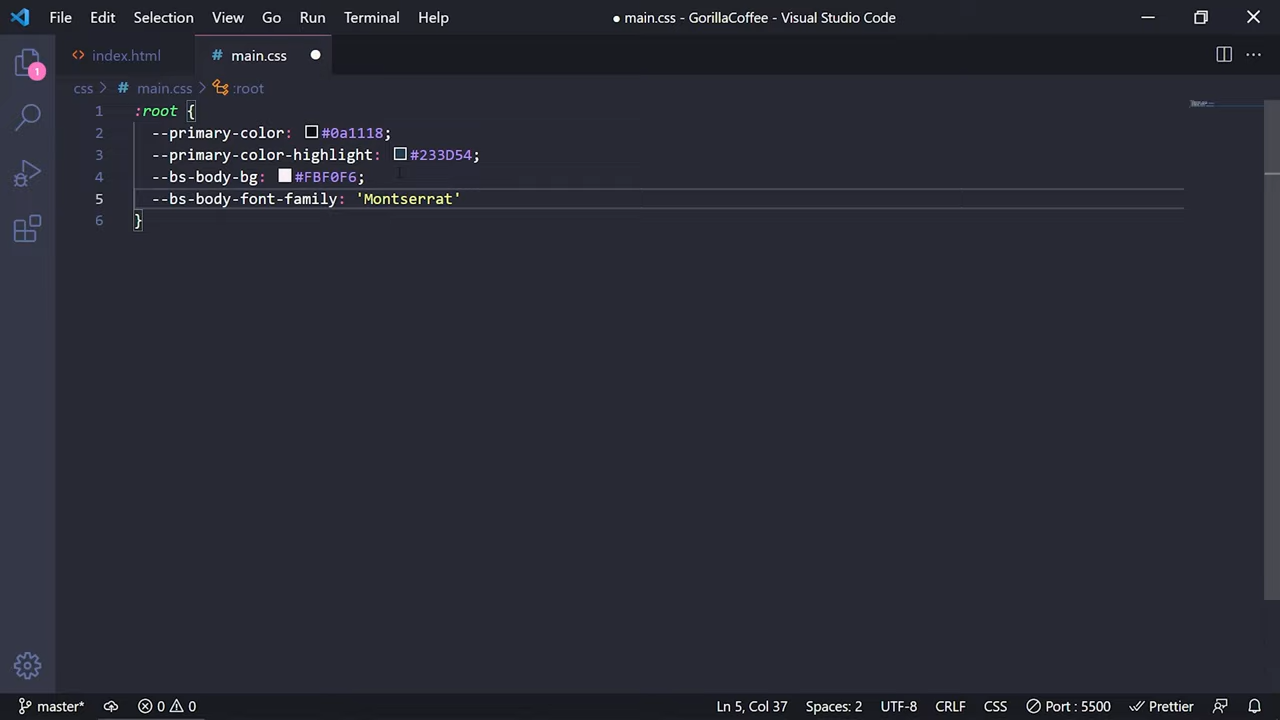 File Edit Selection View Go Run Terminal Help
● main.css - GorillaCoffee - Visual Studio Code
1
<> index.html
# main.css ●
css > # main.css > :root
1 :root {
2 --primary-color: #0a1118;
3 --primary-color-highlight: #233D54;
4 --bs-body-bg: #FBF0F6;
5 --bs-body-font-family: 'Montserrat'
6 }
master* 0 0 Ln 5, Col 37 Spaces: 2 UTF-8 CRLF CSS Port : 5500 Prettier